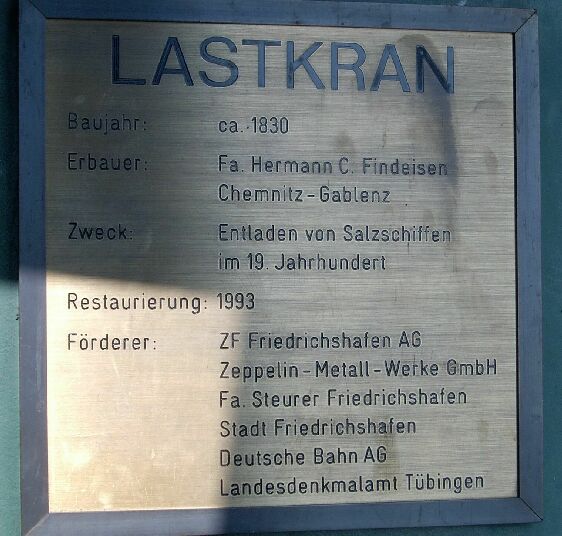 LASTKRAN
Baujahr: ca. 1830
Erbauer: Fa. Hermann C. Findeisen
Chemnitz-Gablenz
Zweck: Entladen von Salzschiffen
im 19. Jahrhundert
Restaurierung: 1993
Förderer: ZF Friedrichshafen AG
Zeppelin-Metall-Werke GmbH
Fa. Steurer Friedrichshafen
Stadt Friedrichshafen
Deutsche Bahn AG
Landesdenkmalamt Tübingen